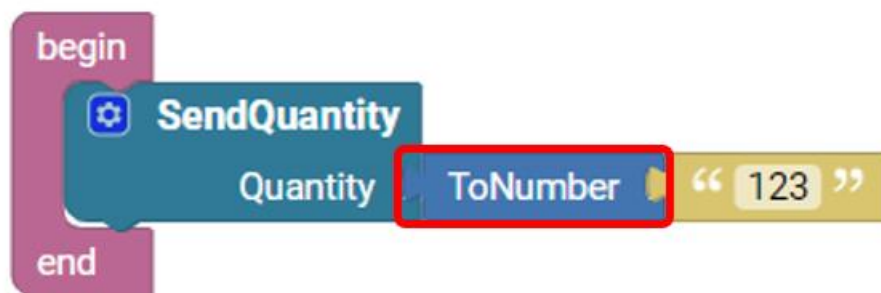 begin
SendQuantity
Quantity ToNumber “ 123 ”
end